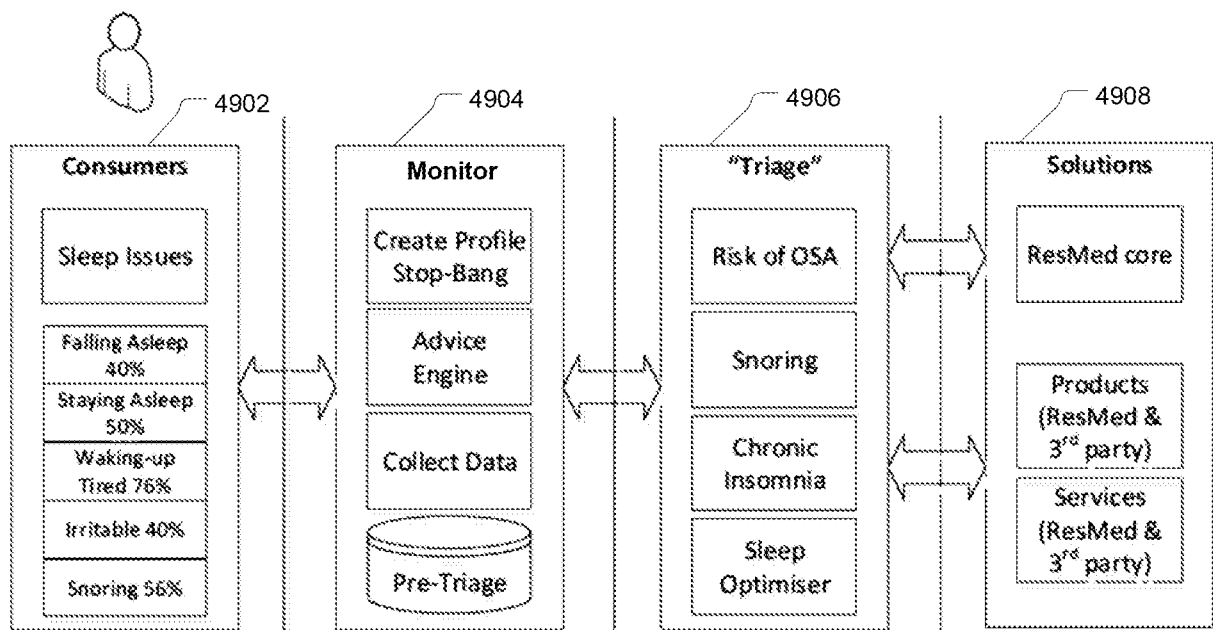 4902
4904
4906
4908
Consumers
Sleep Issues
Falling Asleep
40%
Staying Asleep
50%
Waking-up
Tired 76%
Irritable 40%
Snoring 56%
Monitor
Create Profile
Stop-Bang
Advice
Engine
Collect Data
Pre-Triage
"Triage"
Risk of OSA
Snoring
Chronic
Insomnia
Sleep
Optimiser
Solutions
ResMed core
Products
(ResMed &
3rd party)
Services
(ResMed &
3rd party)